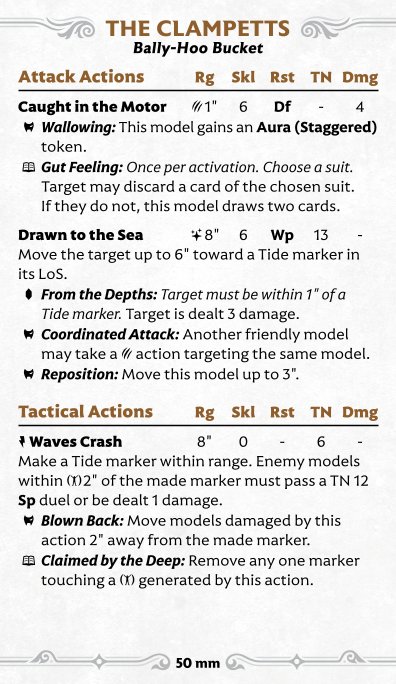 THE CLAMPETTS
Bally-Hoo Bucket
Attack Actions Rg Skl Rst TN Dmg
Caught in the Motor 1" 6 Df - 4
Wallowing: This model gains an Aura (Staggered)
token.
Gut Feeling: Once per activation. Choose a suit.
Target may discard a card of the chosen suit.
If they do not, this model draws two cards.
Drawn to the Sea 8" 6 Wp 13 -
Move the target up to 6" toward a Tide marker in
its LoS.
From the Depths: Target must be within 1" of a
Tide marker. Target is dealt 3 damage.
Coordinated Attack: Another friendly model
may take a action targeting the same model.
Reposition: Move this model up to 3".
Tactical Actions Rg Skl Rst TN Dmg
Waves Crash 8" 0 - 6 -
Make a Tide marker within range. Enemy models
within 2" of the made marker must pass a TN 12
Sp duel or be dealt 1 damage.
Blown Back: Move models damaged by this
action 2" away from the made marker.
Claimed by the Deep: Remove any one marker
touching a generated by this action.
50 mm